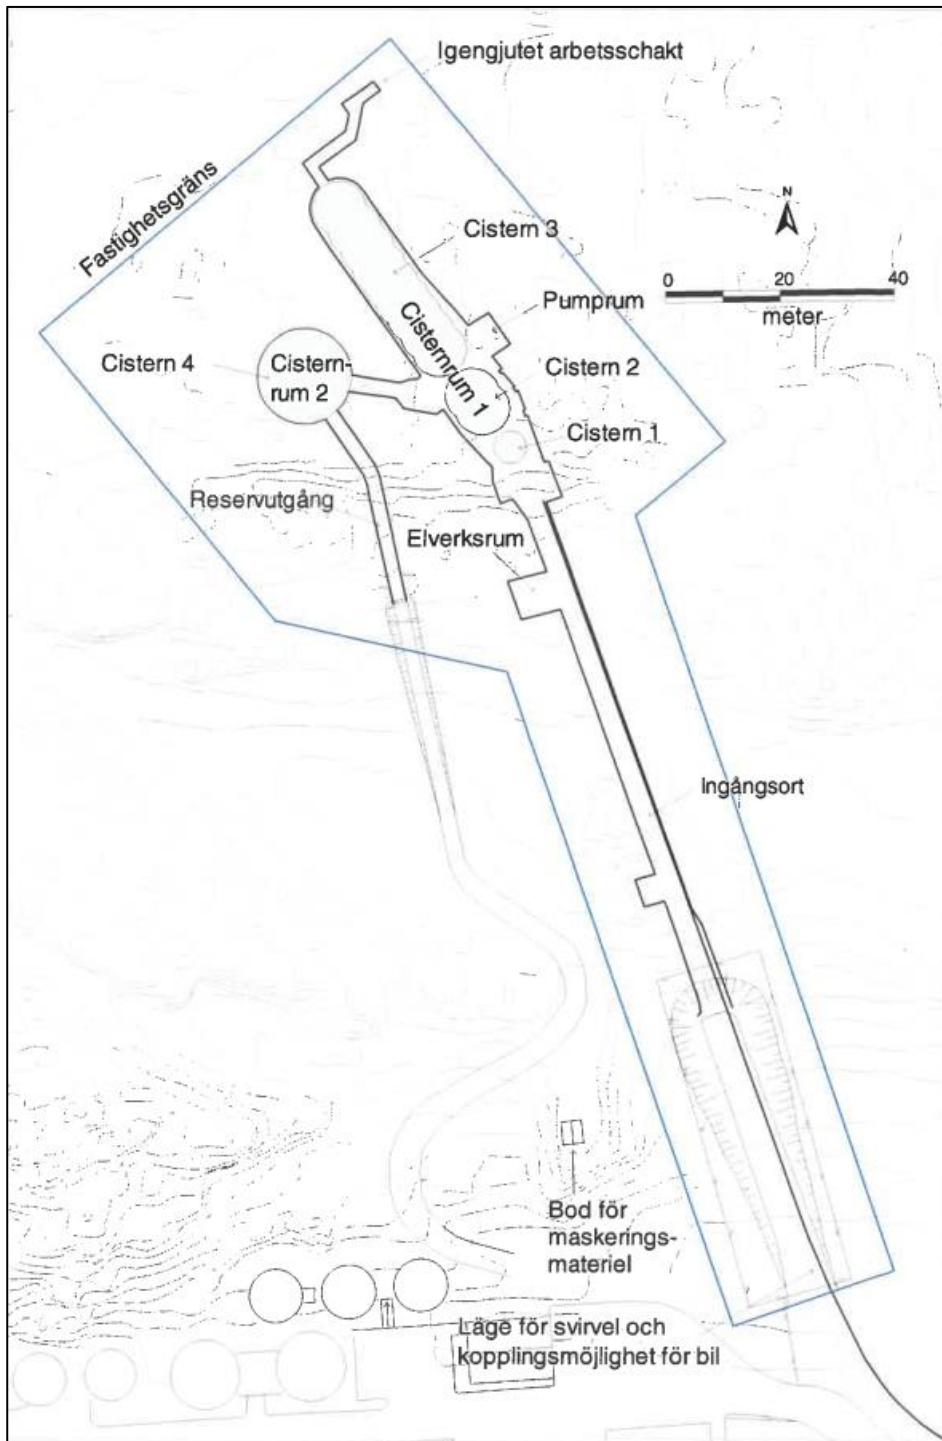 Igengjutet arbetsschakt
Fastighetsgräns
N
Cistern 3
0 20 40
meter
Pumprum
Cistern 4
Cistern-
rum 2
Cisternrum 1
Cistern 2
Cistern 1
Reservutgång
Elverksrum
Ingångsort
Bod för
maskerings-
materiel
Läge för svirvel och
kopplingsmöjlighet för bil